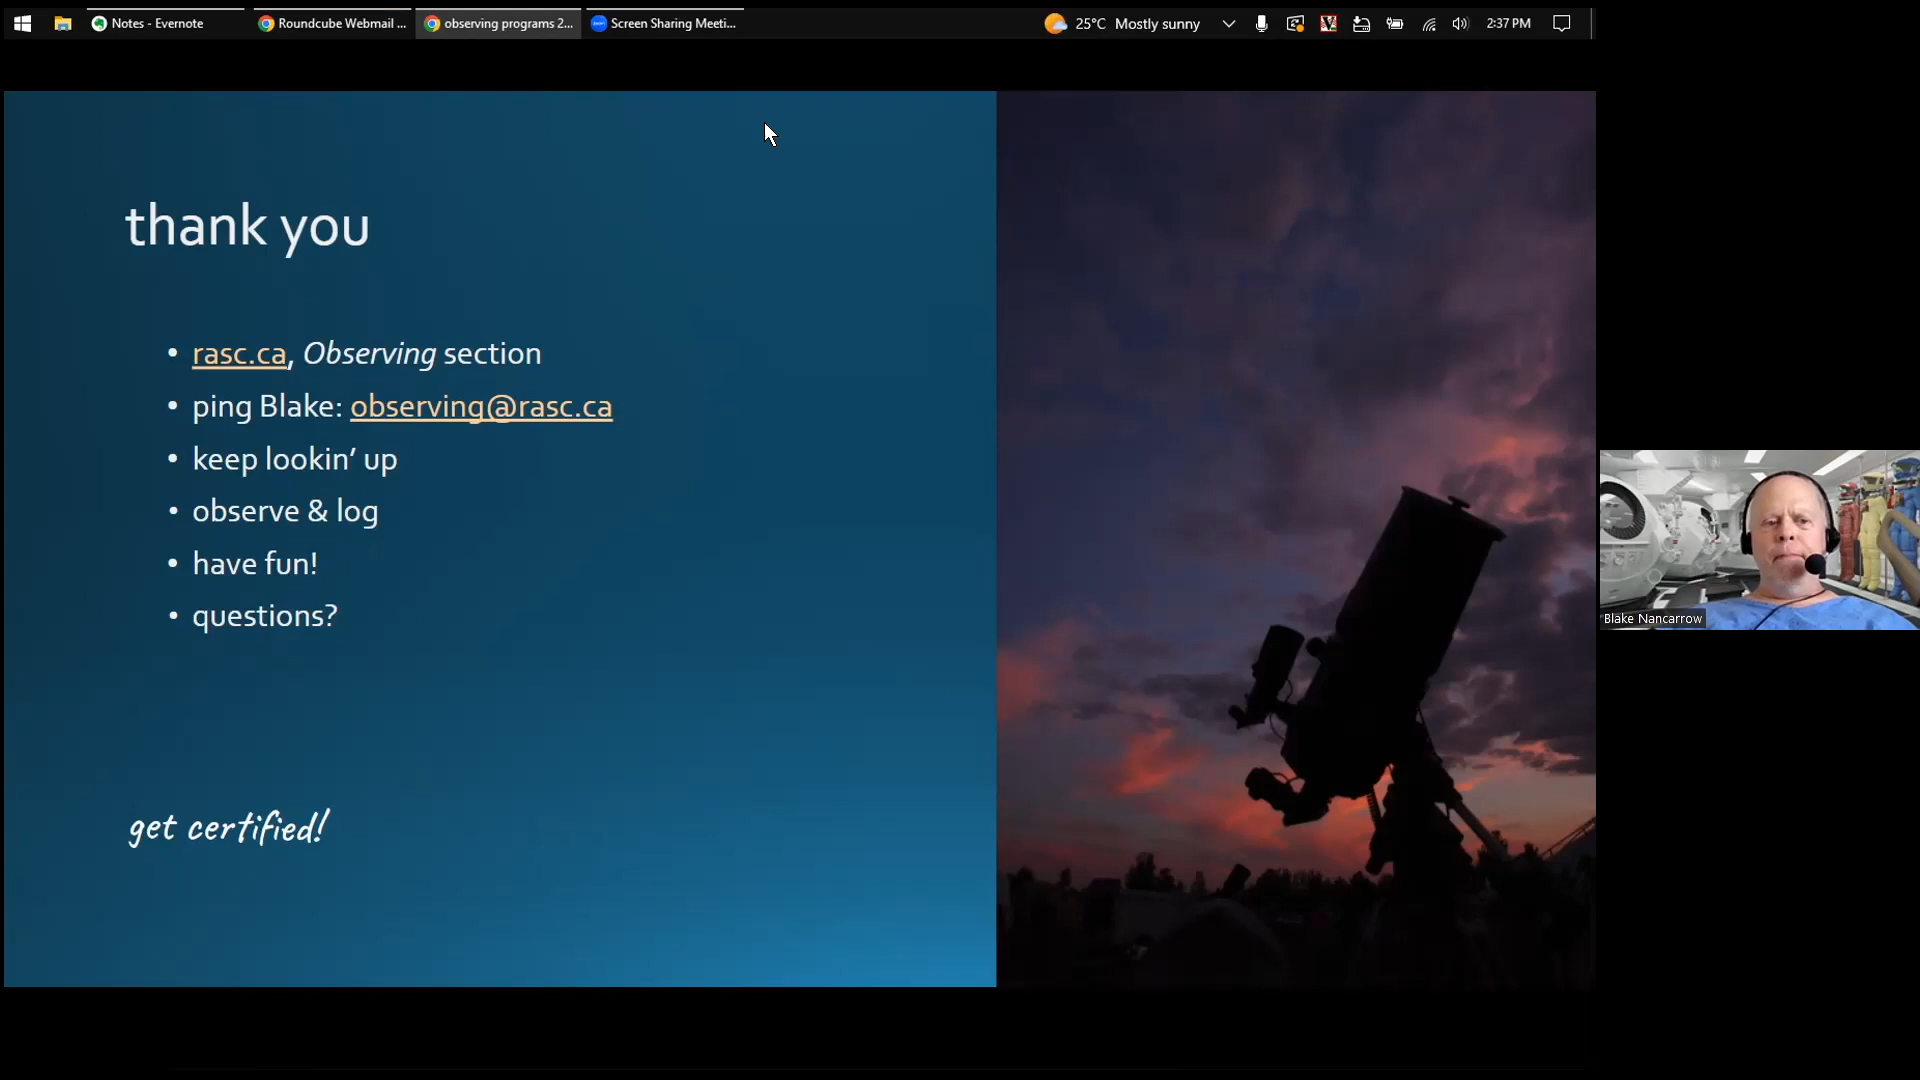 Notes - Evernote
Roundcube Webmail ...
observing programs 2...
Screen Sharing Meeti...
25°C Mostly sunny
2:37 PM
thank you
• rasc.ca, Observing section
• ping Blake: observing@rasc.ca
• keep lookin’ up
• observe & log
• have fun!
• questions?
get certified!
Blake Nancarrow